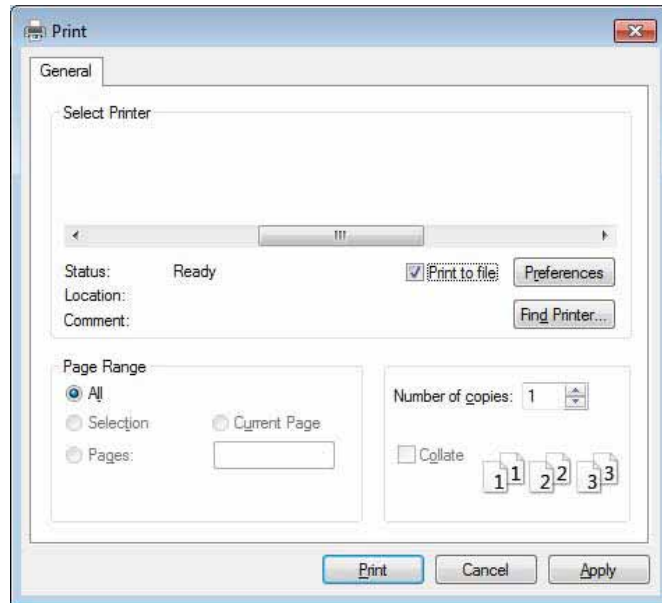 Print
General
Select Printer
Status: Ready
Print to file
Preferences
Location:
Comment:
Find Printer...
Page Range
All
Selection
Current Page
Pages:
Number of copies: 1
Collate
1 1 2 2 3 3
Print
Cancel
Apply